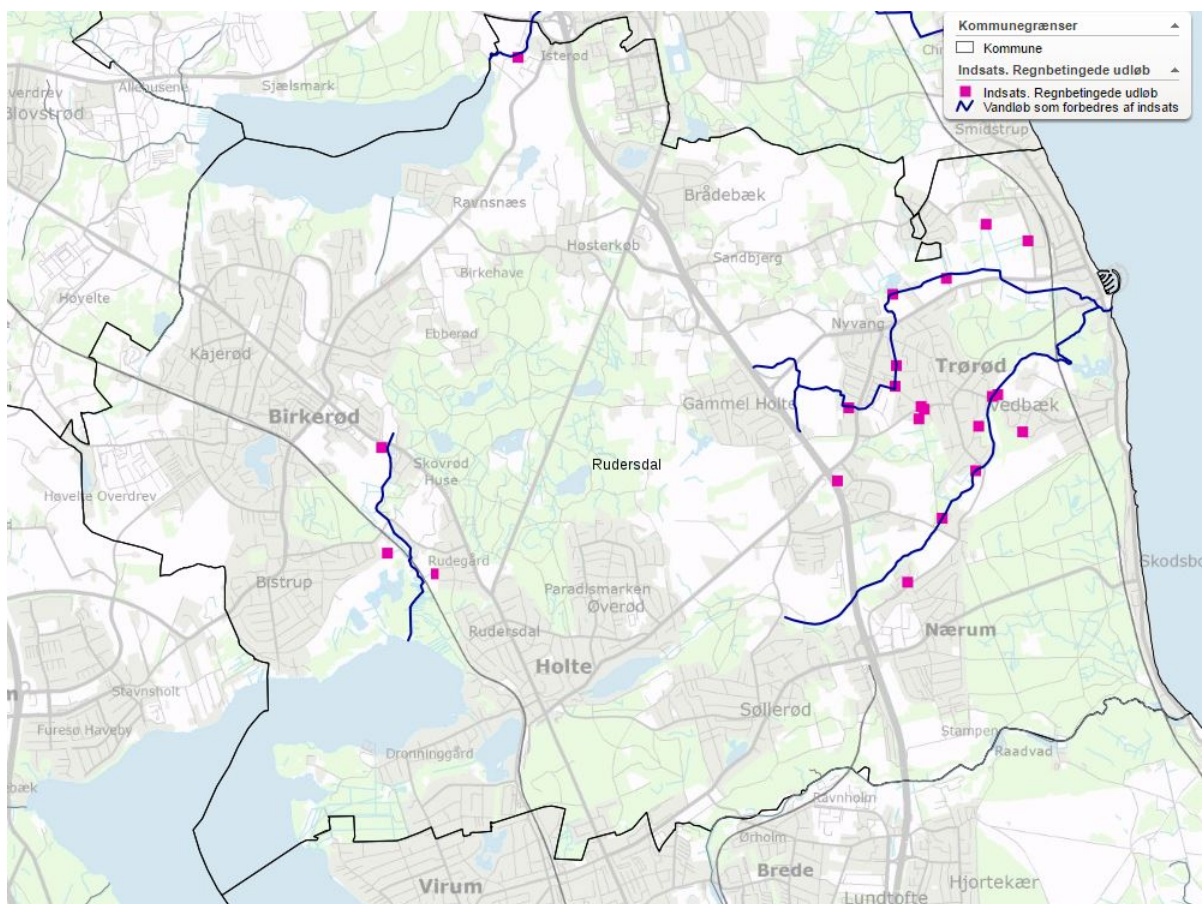 Kommunegrænser
Kommune
Indsats. Regnbetingede udløb
Indsats. Regnbetingede udløb
Vandløb som forbedres af indsats
Isterød
Sjælsmark
Allehusene
overdrev
Blovstrød
Smidstrup
Brådebæk
Ravnsnæs
Høsterkøb
Sandbjerg
Birkehave
Høvelte
Ebberød
Nyvang
Kajerød
Trørød
Gammel Holte
Vedbæk
Birkerød
Skovrød
Huse
Rudersdal
Høvelte Overdrev
Rudegård
Skodsbo
Bistrup
Paradismarken
Øverød
Rudersdal
Nærum
Holte
Stavnsholt
Søllerød
Furesø Haveby
Stampen
Dronninggård
Raadvad
Ravnholm
Ørholm
Brede
Virum
Hjortekær
Lundtofte